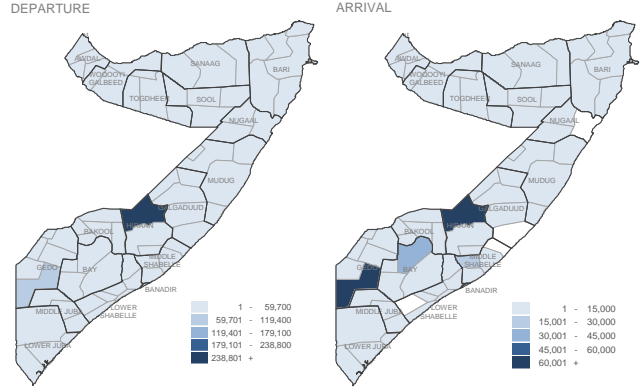 DEPARTURE
AWDAL
WOQOOYI
GALBEED
TOGDHEER
SANAAG
SOOL
BARI
NUGAAL
MUDUG
GALGADUUD
HIRAAN
BAKOOL
GEDO
BAY
MIDDLE
SHABELLE
BANADIR
LOWER
SHABELLE
MIDDLE JUBA
LOWER JUBA
1 - 59,700
59,701 - 119,400
119,401 - 179,100
179,101 - 238,800
238,801 +
ARRIVAL
AWDAL
WOQOOYI
GALBEED
TOGDHEER
SANAAG
SOOL
BARI
NUGAAL
MUDUG
GALGADUUD
HIRAAN
BAKOOL
GEDO
BAY
MIDDLE
SHABELLE
BANADIR
LOWER
SHABELLE
MIDDLE JUBA
LOWER JUBA
1 - 15,000
15,001 - 30,000
30,001 - 45,000
45,001 - 60,000
60,001 +